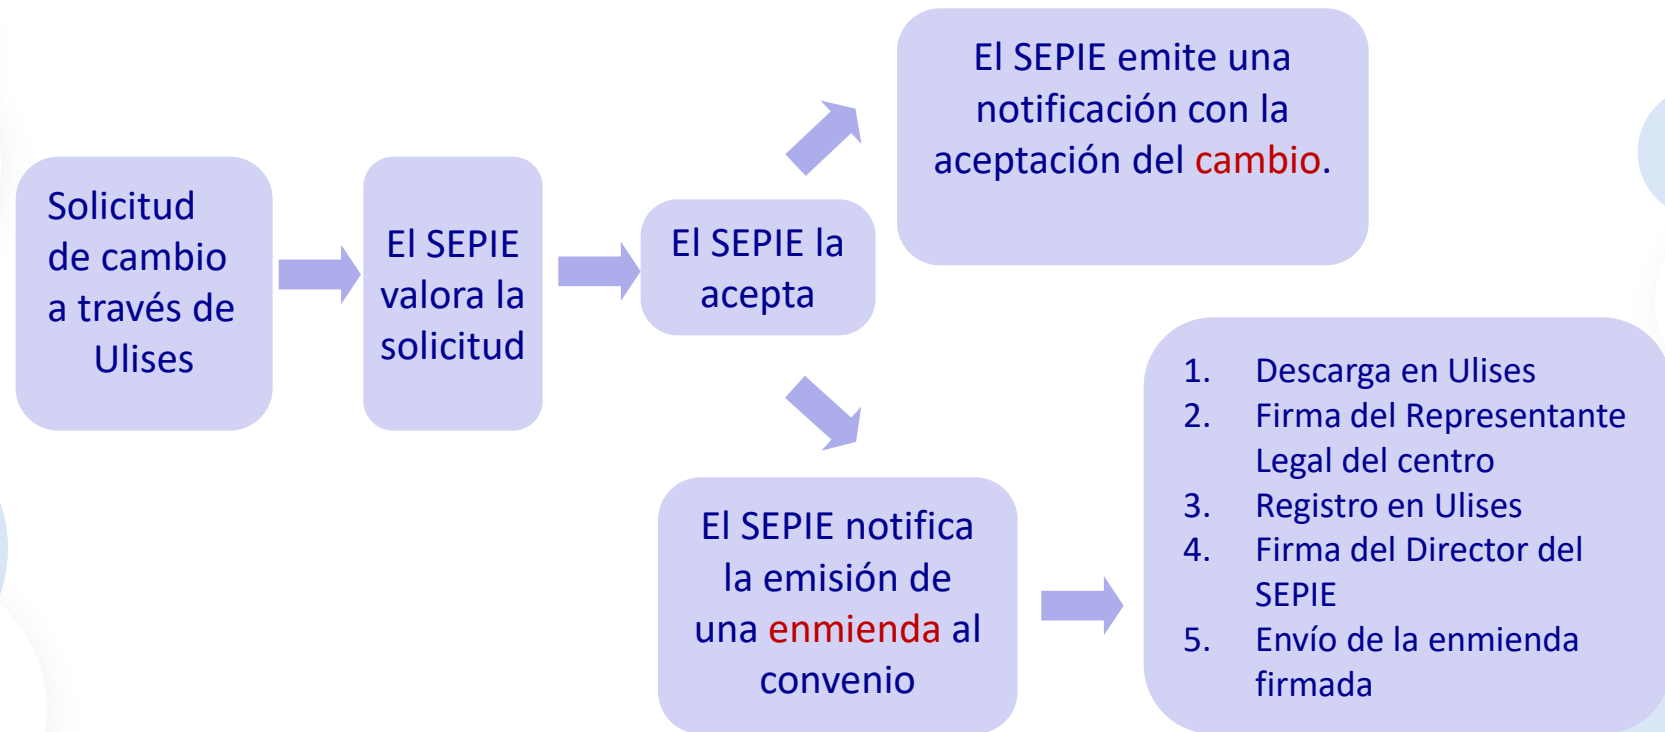 Solicitud
de cambio
a través de
Ulises
El SEPIE
valora la
solicitud
El SEPIE la
acepta
El SEPIE emite una
notificación con la
aceptación del cambio.
El SEPIE notifica
la emisión de
una enmienda al
convenio
1. Descarga en Ulises
2. Firma del Representante
Legal del centro
3. Registro en Ulises
4. Firma del Director del
SEPIE
5. Envío de la enmienda
firmada